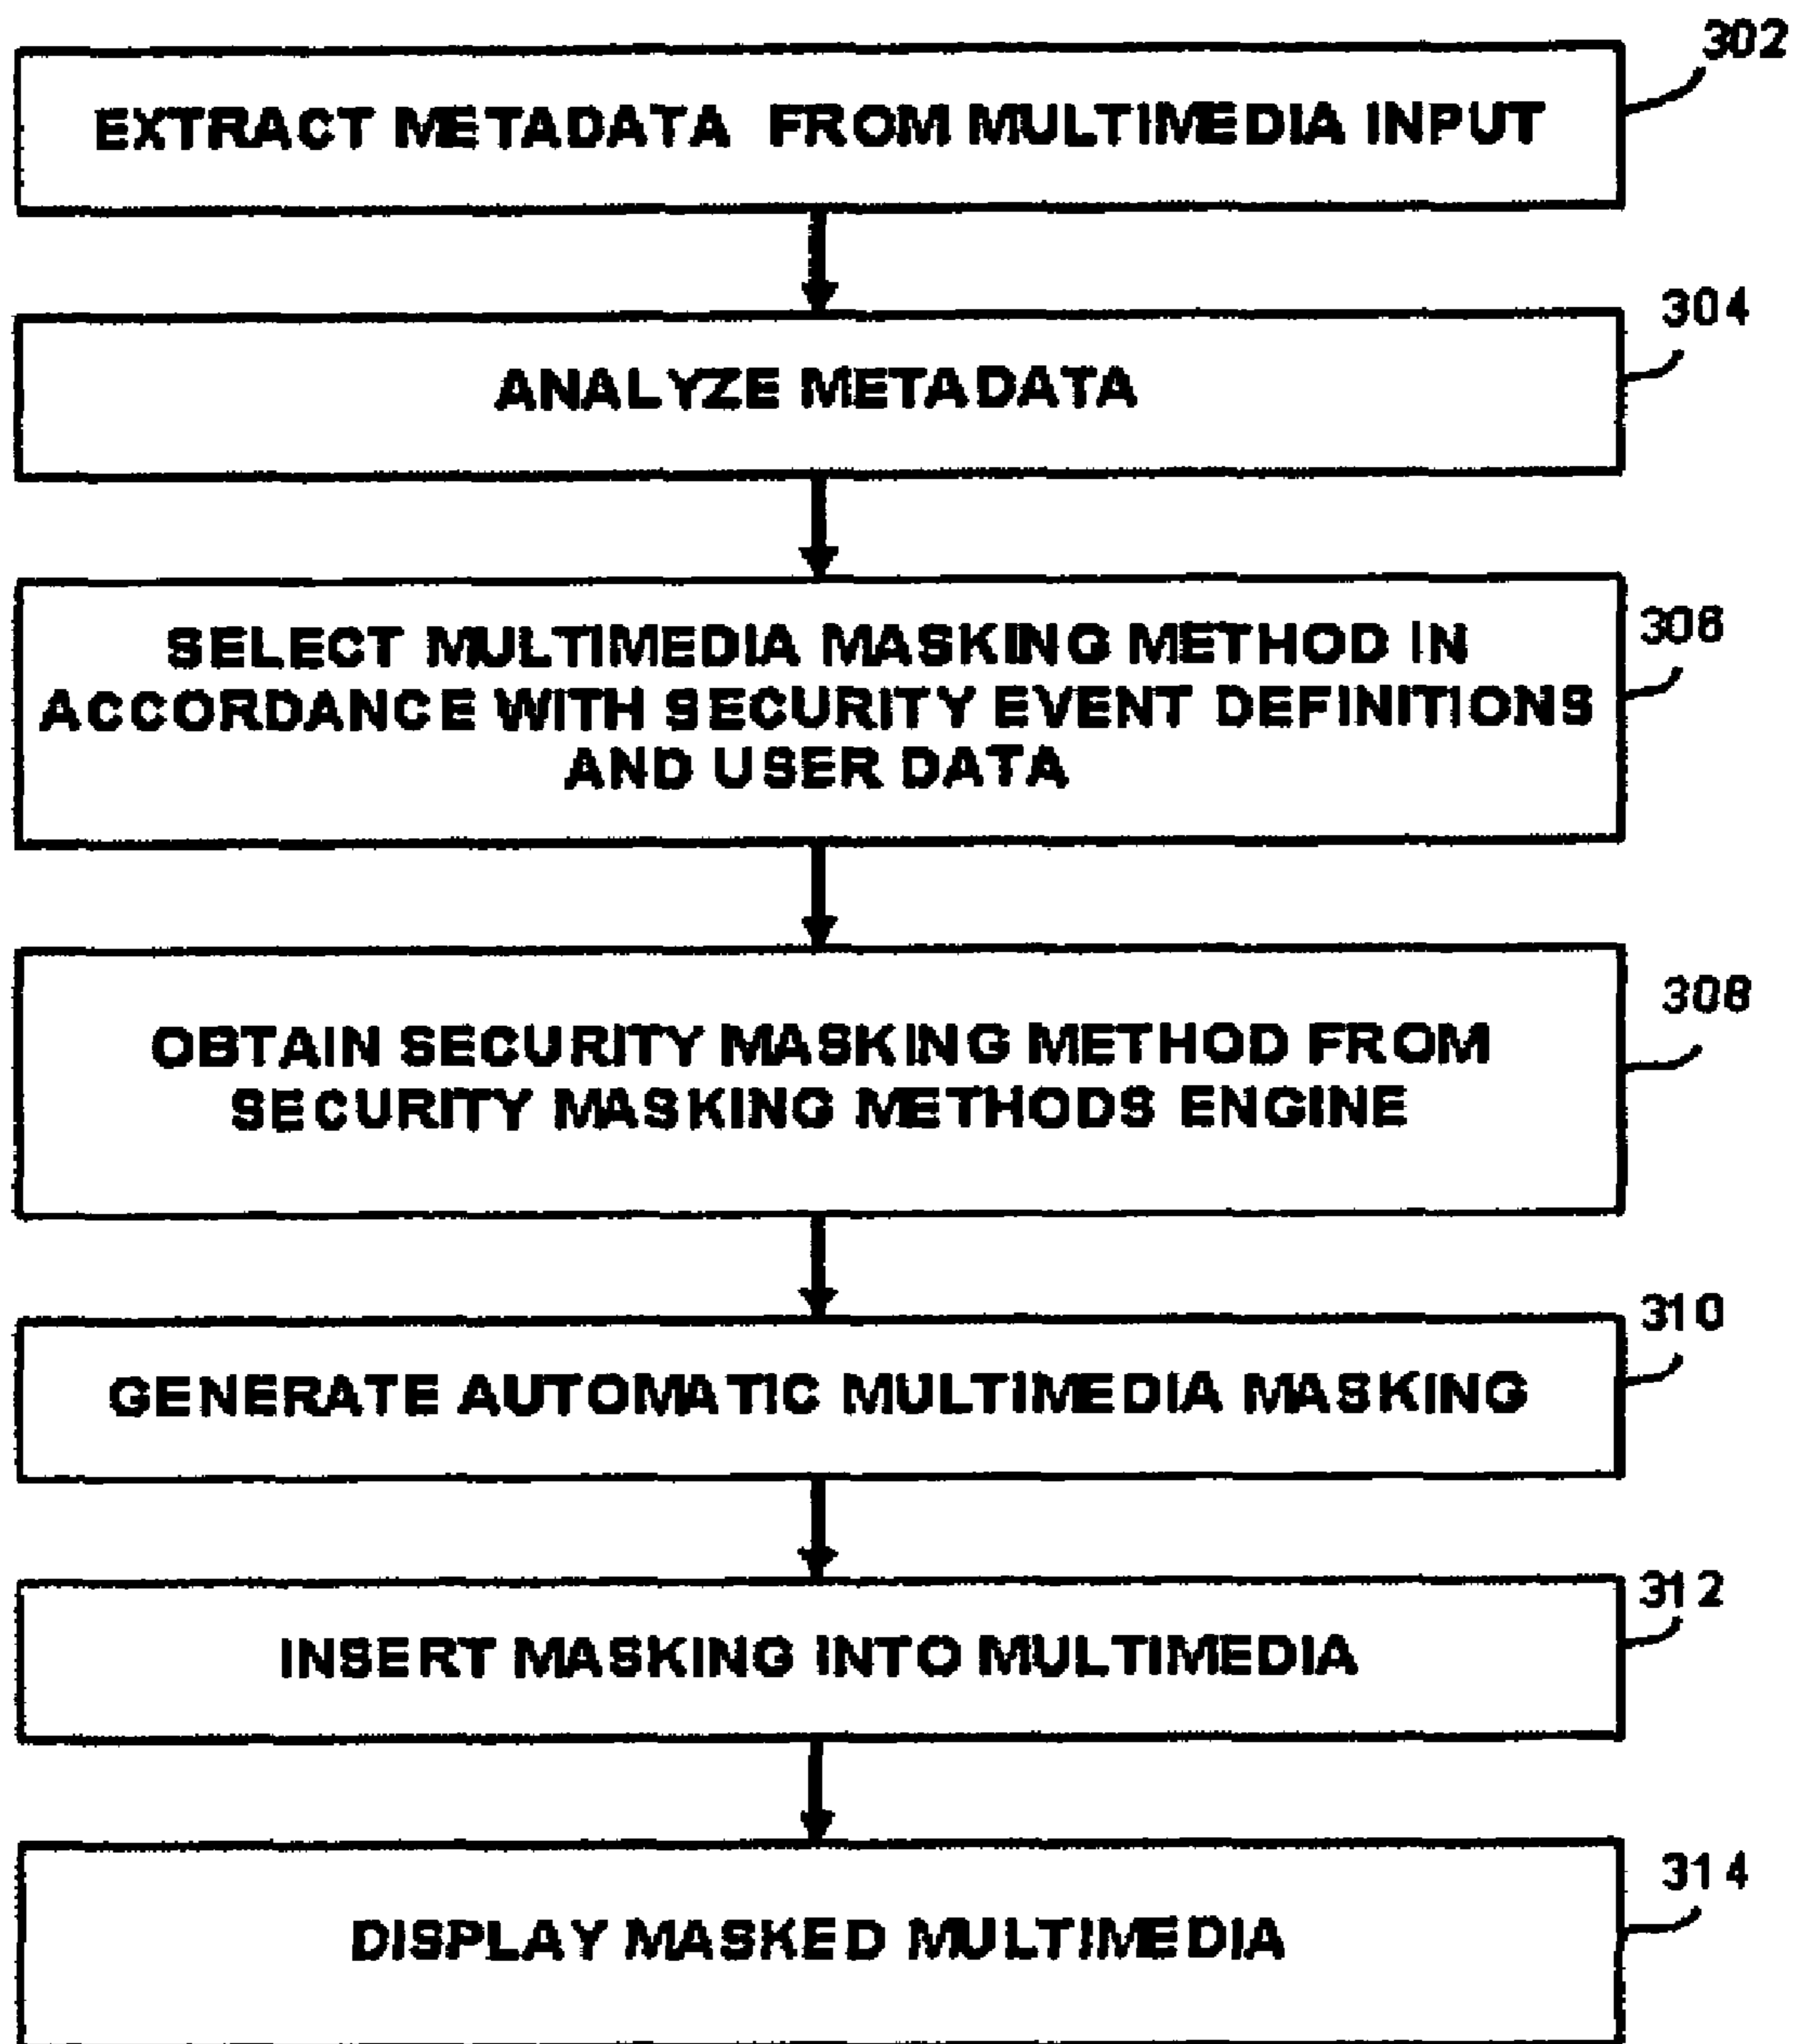 302
EXTRACT METADATA FROM MULTIMEDIA INPUT
304
ANALYZE METADATA
306
SELECT MULTIMEDIA MASKING METHOD IN
ACCORDANCE WITH SECURITY EVENT DEFINITIONS
AND USER DATA
308
OBTAIN SECURITY MASKING METHOD FROM
SECURITY MASKING METHODS ENGINE
310
GENERATE AUTOMATIC MULTIMEDIA MASKING
312
INSERT MASKING INTO MULTIMEDIA
314
DISPLAY MASKED MULTIMEDIA